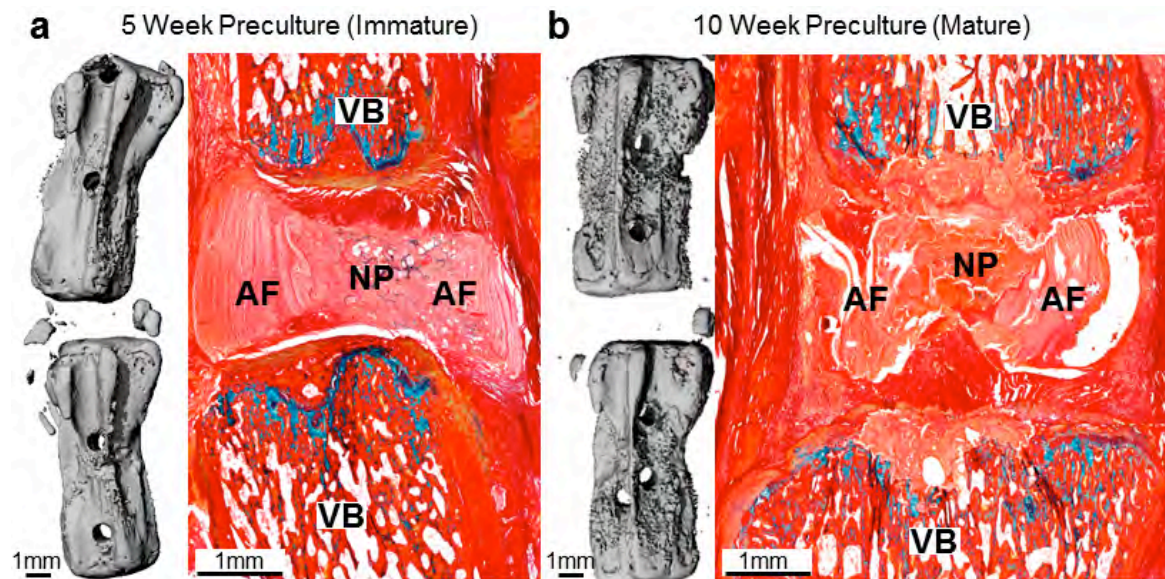 a 5 Week Preculture (Immature)
b 10 Week Preculture (Mature)
VB
VB
AF NP AF
NP
AF AF
VB
VB
1mm 1mm
1mm 1mm